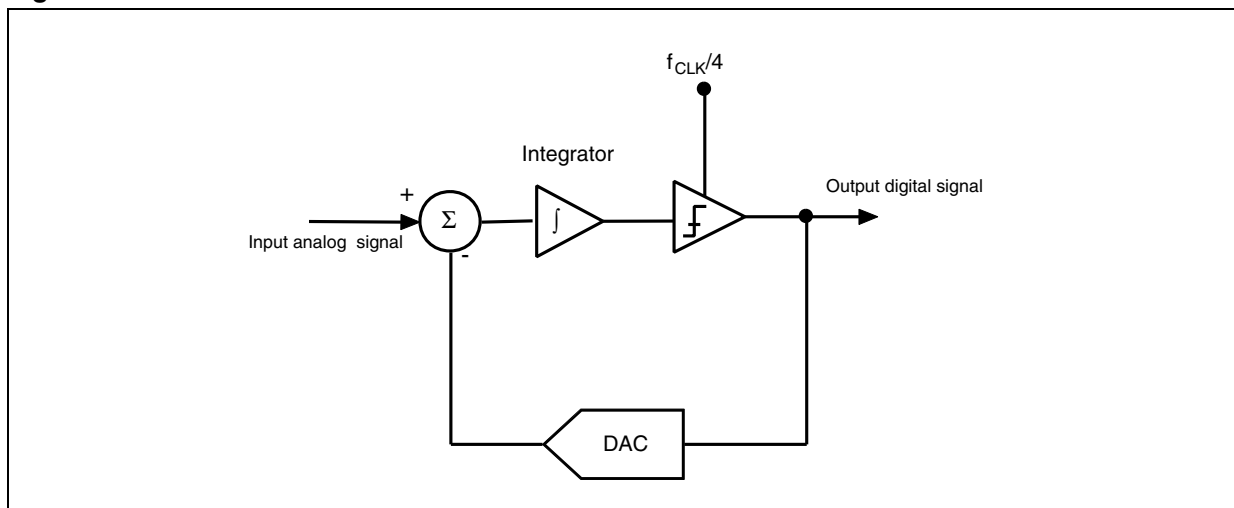 f_CLK/4
Integrator
Output digital signal
+
Σ
∫
Input analog signal
-
DAC